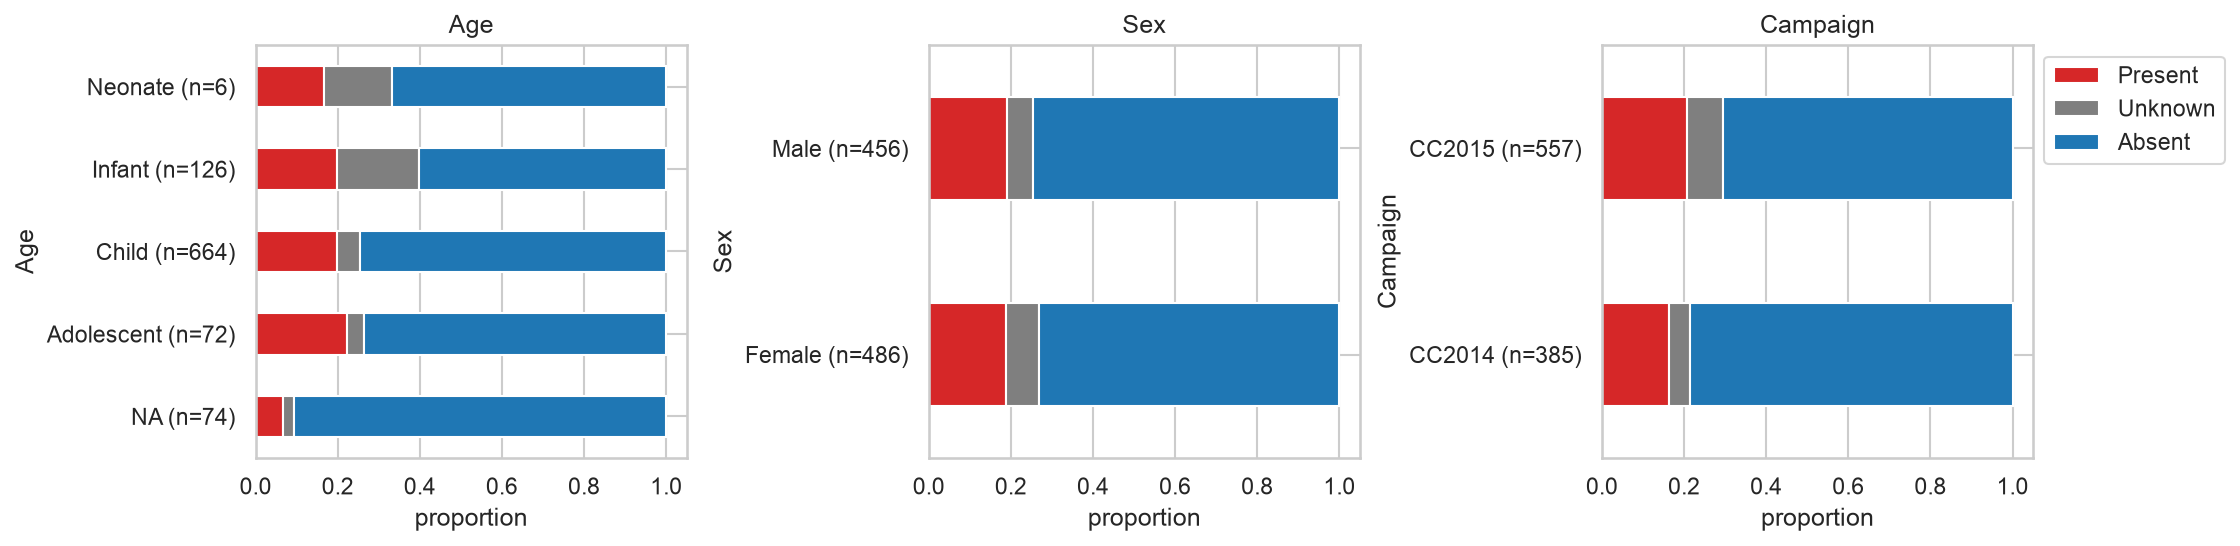 Age
Neonate (n=6)
Infant (n=126)
Child (n=664)
Adolescent (n=72)
NA (n=74)
Age
0.0 0.2 0.4 0.6 0.8 1.0
proportion
Sex
Male (n=456)
Female (n=486)
Sex
0.0 0.2 0.4 0.6 0.8 1.0
proportion
Campaign
CC2015 (n=557)
CC2014 (n=385)
Campaign
0.0 0.2 0.4 0.6 0.8 1.0
proportion
Present
Unknown
Absent